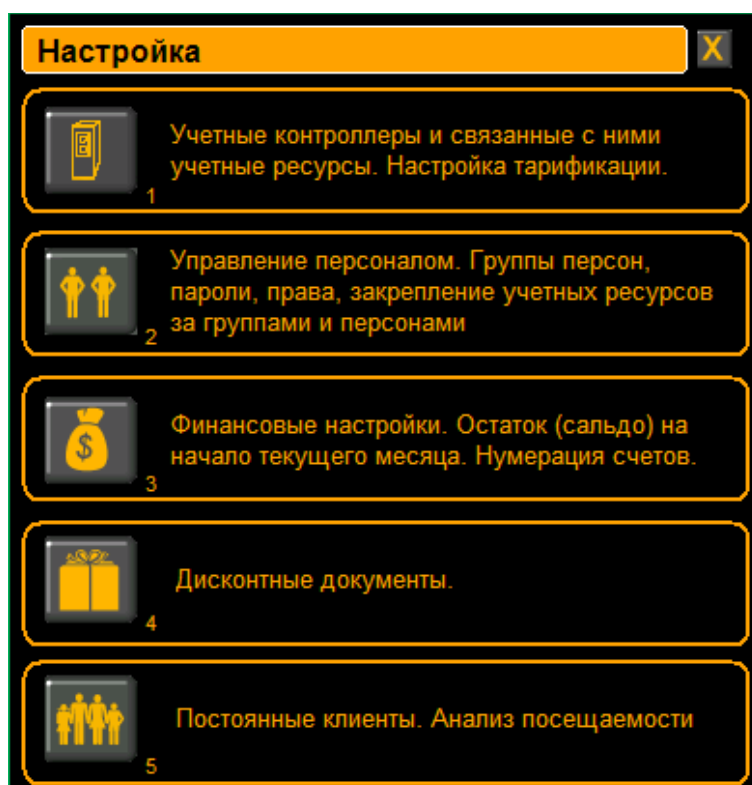 Настройка
X
Учетные контроллеры и связанные с ними
учетные ресурсы. Настройка тарификации.
1
Управление персоналом. Группы персон,
пароли, права, закрепление учетных ресурсов
за группами и персонами
2
$
Финансовые настройки. Остаток (сальдо) на
начало текущего месяца. Нумерация счетов.
3
Дисконтные документы.
4
Постоянные клиенты. Анализ посещаемости
5